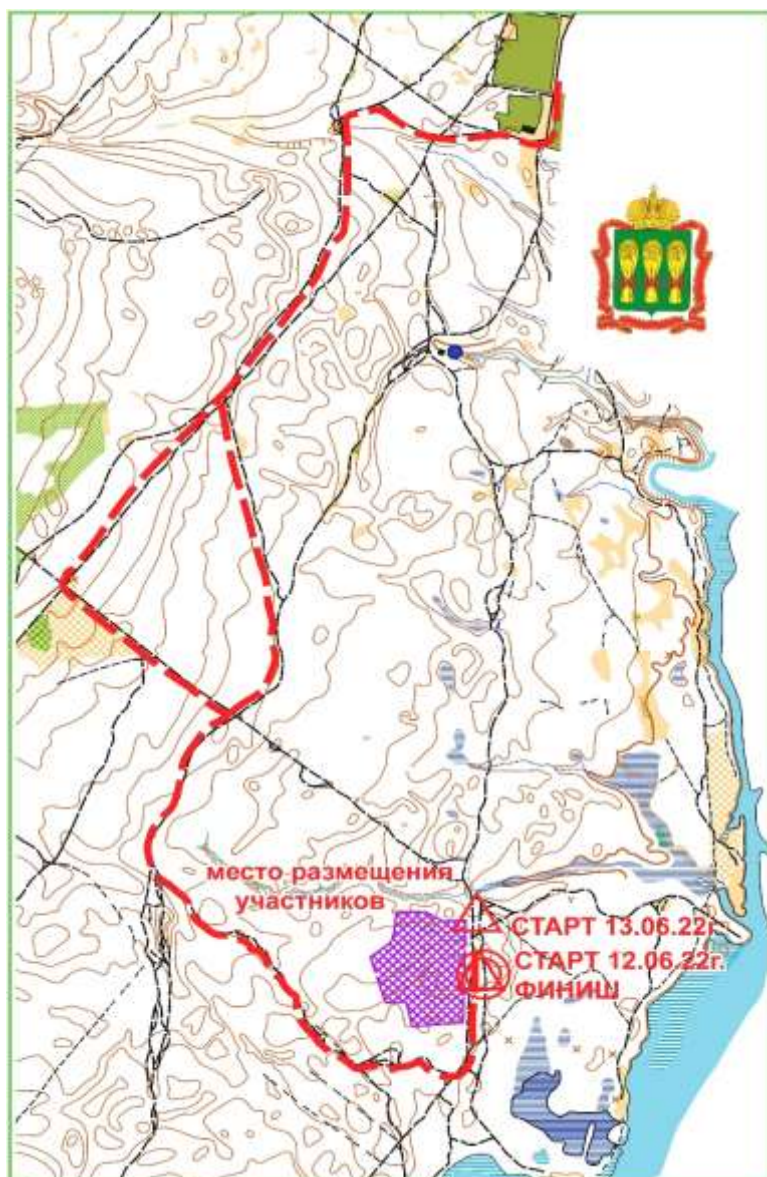 место размещения
участников
СТАРТ 13.06.22г.
СТАРТ 12.06.22г.
ФИНИШ